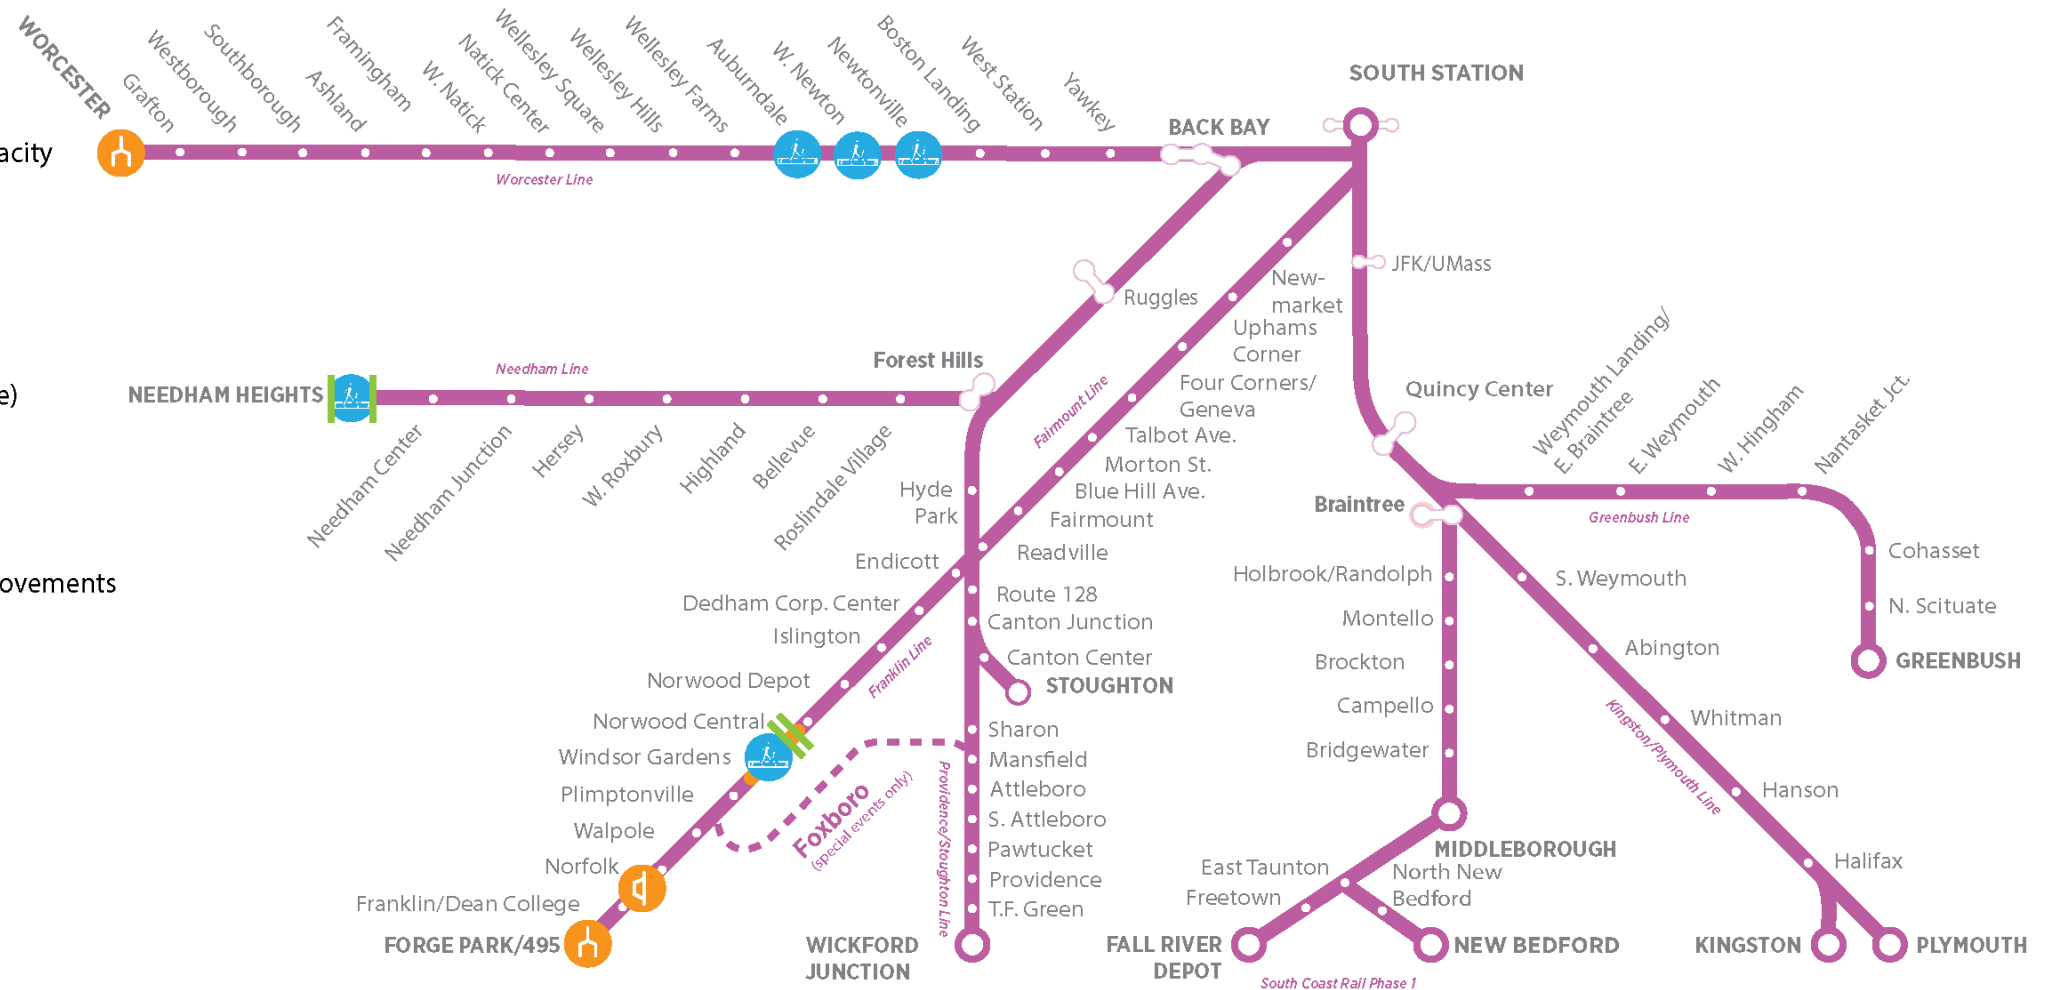 WORCESTER
Grafton
Westborough
Southborough
Ashland
Framingham
W. Natick
Natick Center
Wellesley Square
Wellesley Hills
Wellesley Farms
Auburndale
W. Newton
Newtonville
Boston Landing
West Station
Yawkey
BACK BAY
SOUTH STATION
acity
Worcester Line
JFK/UMass
Ruggles
New-
market
Uphams
Corner
Four Corners/
Geneva
Talbot Ave.
Morton St.
Blue Hill Ave.
Fairmount
Readville
Fairmount Line
Forest Hills
Needham Line
e)
NEEDHAM HEIGHTS
Needham Center
Needham Junction
Hersey
W. Roxbury
Highland
Bellevue
Roslindale Village
Quincy Center
Weymouth Landing/
E. Braintree
E. Weymouth
W. Hingham
Nantasket Jct.
Braintree
Greenbush Line
Cohasset
N. Scituate
GREENBUSH
Hyde
Park
ovements
Endicott
Dedham Corp. Center
Islington
Norwood Depot
Norwood Central
Windsor Gardens
Plimptonville
Walpole
Norfolk
Franklin/Dean College
FORGE PARK/495
Franklin Line
Foxboro
(special events only)
Route 128
Canton Junction
Canton Center
STOUGHTON
Sharon
Mansfield
Attleboro
S. Attleboro
Pawtucket
Providence
T.F. Green
WICKFORD
JUNCTION
Providence/Stoughton Line
Holbrook/Randolph
Montello
Brockton
Campello
Bridgewater
MIDDLEBOROUGH
East Taunton
Freetown
North New
Bedford
FALL RIVER
DEPOT
NEW BEDFORD
South Coast Rail Phase 1
S. Weymouth
Abington
Whitman
Hanson
Halifax
Kingston/Plymouth Line
KINGSTON
PLYMOUTH